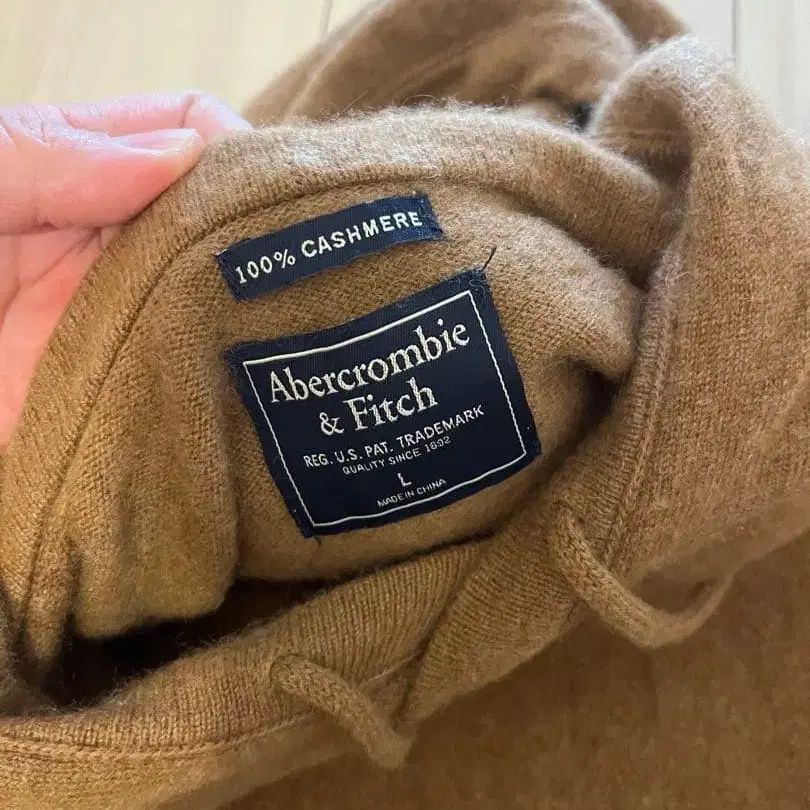 100% CASHMERE
Abercrombie
& Fitch
REG. U.S. PAT. TRADEMARK
QUALITY SINCE 1892
L
MADE IN CHINA